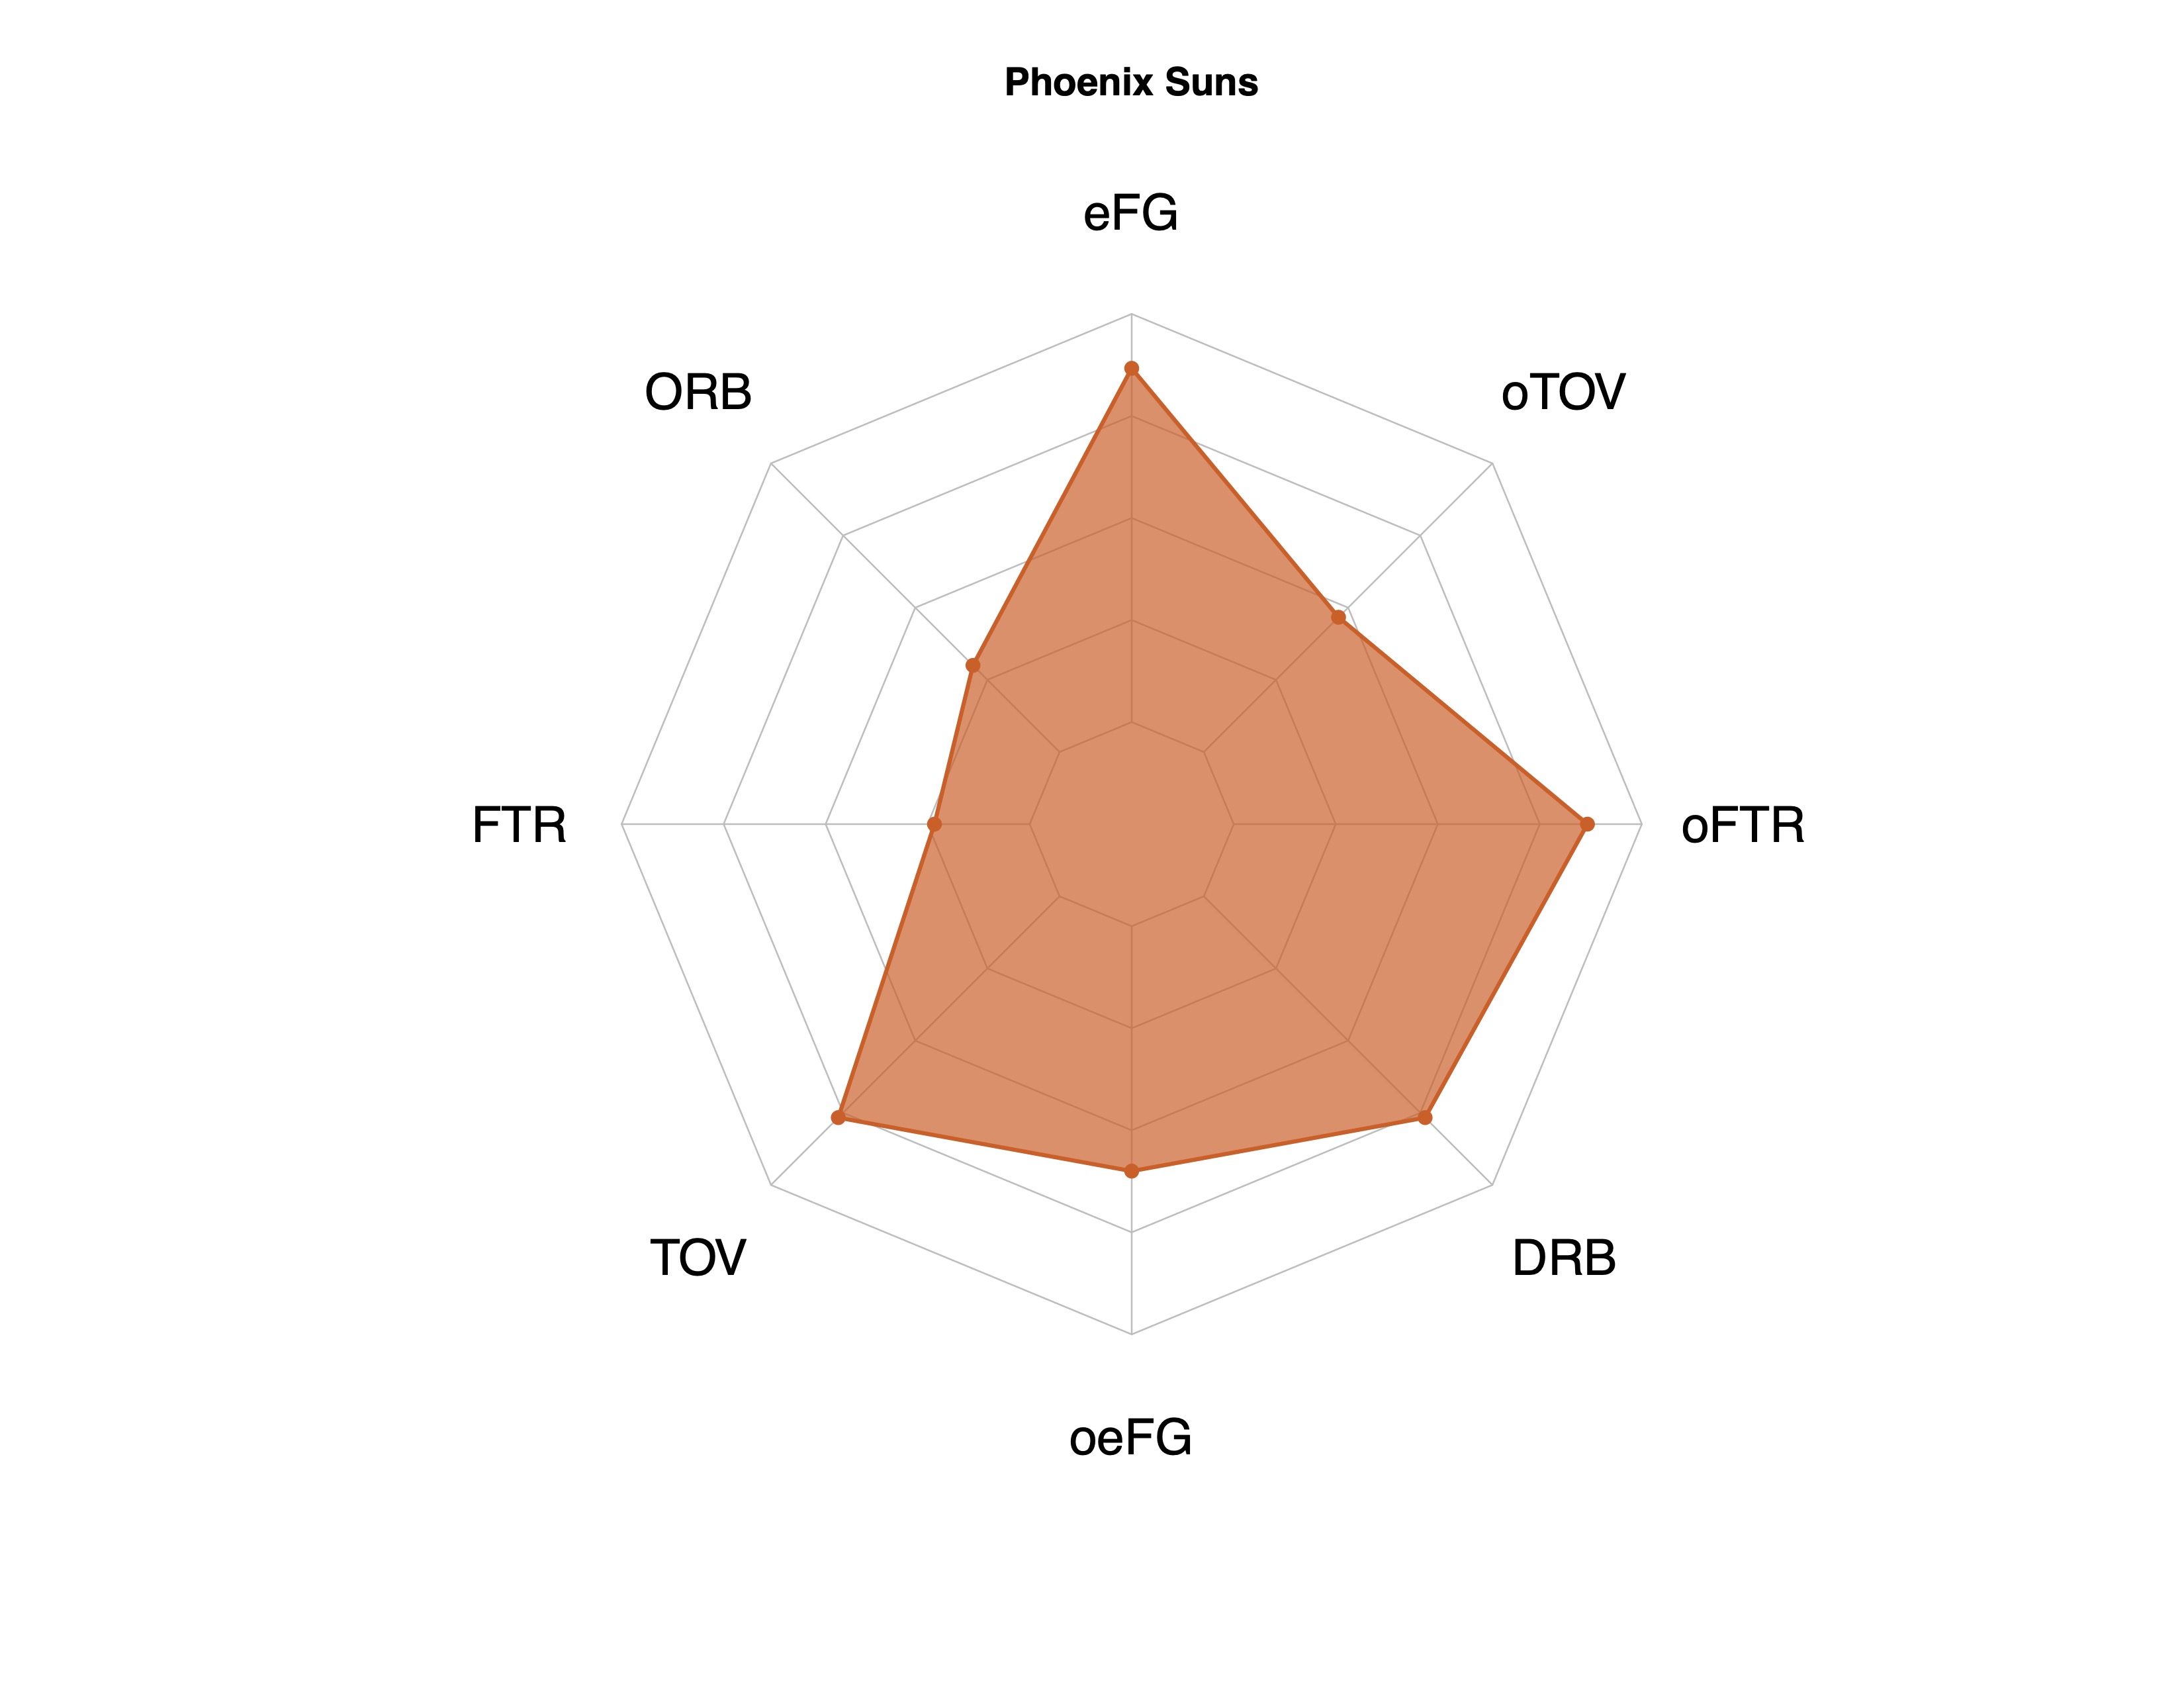 Phoenix Suns
eFG
ORB
oTOV
FTR
oFTR
TOV
DRB
oeFG